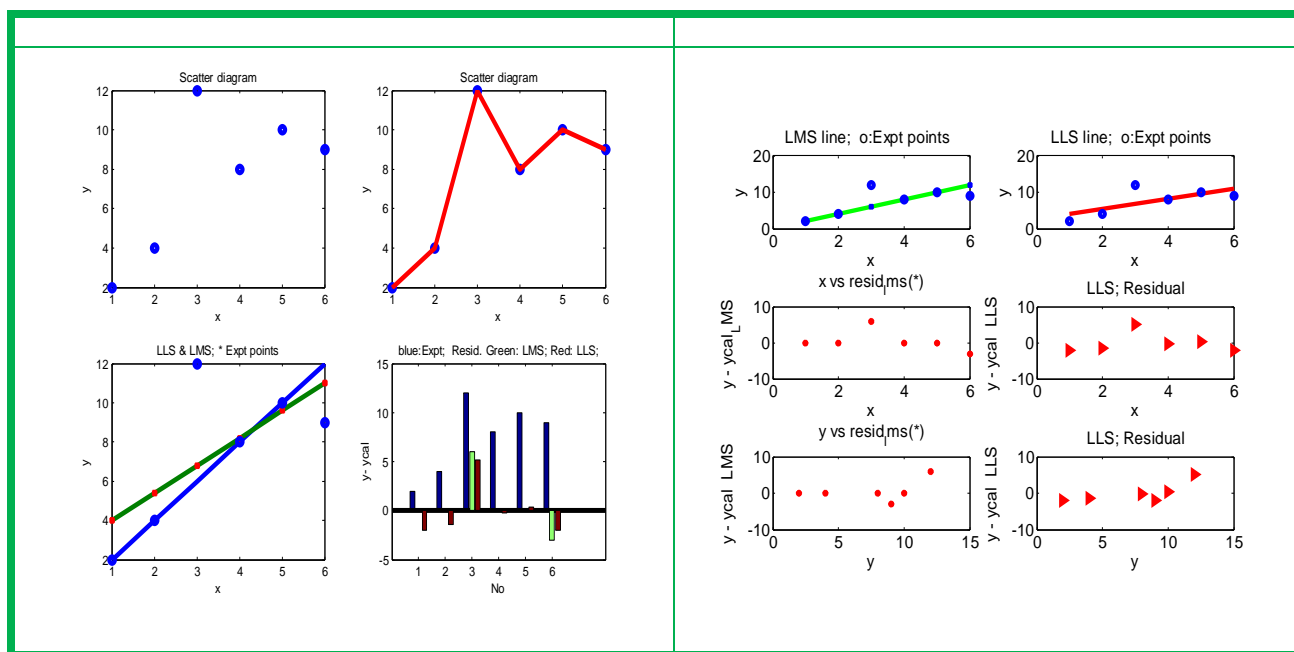 Scatter diagram
12
10
8
6
4
2
y
1 2 3 4 5 6
x
Scatter diagram
12
10
8
6
4
2
y
1 2 3 4 5 6
x
LLS & LMS; * Expt points
12
10
8
6
4
2
y
1 2 3 4 5 6
x
blue:Expt; Resid. Green: LMS; Red: LLS;
15
10
5
0
-5
y- ycal
1 2 3 4 5 6
No
LMS line; o:Expt points
20
10
0
y
0 2 4 6
x
LLS line; o:Expt points
20
10
0
y
0 2 4 6
x
x vs resid_lms(*)
10
0
-10
y - ycal_LMS
0 2 4 6
x
LLS; Residual
10
0
-10
y - ycal LLS
0 2 4 6
x
y vs resid_lms(*)
10
0
-10
y - ycal LMS
0 5 10 15
y
LLS; Residual
10
0
-10
y - ycal LLS
0 5 10 15
y